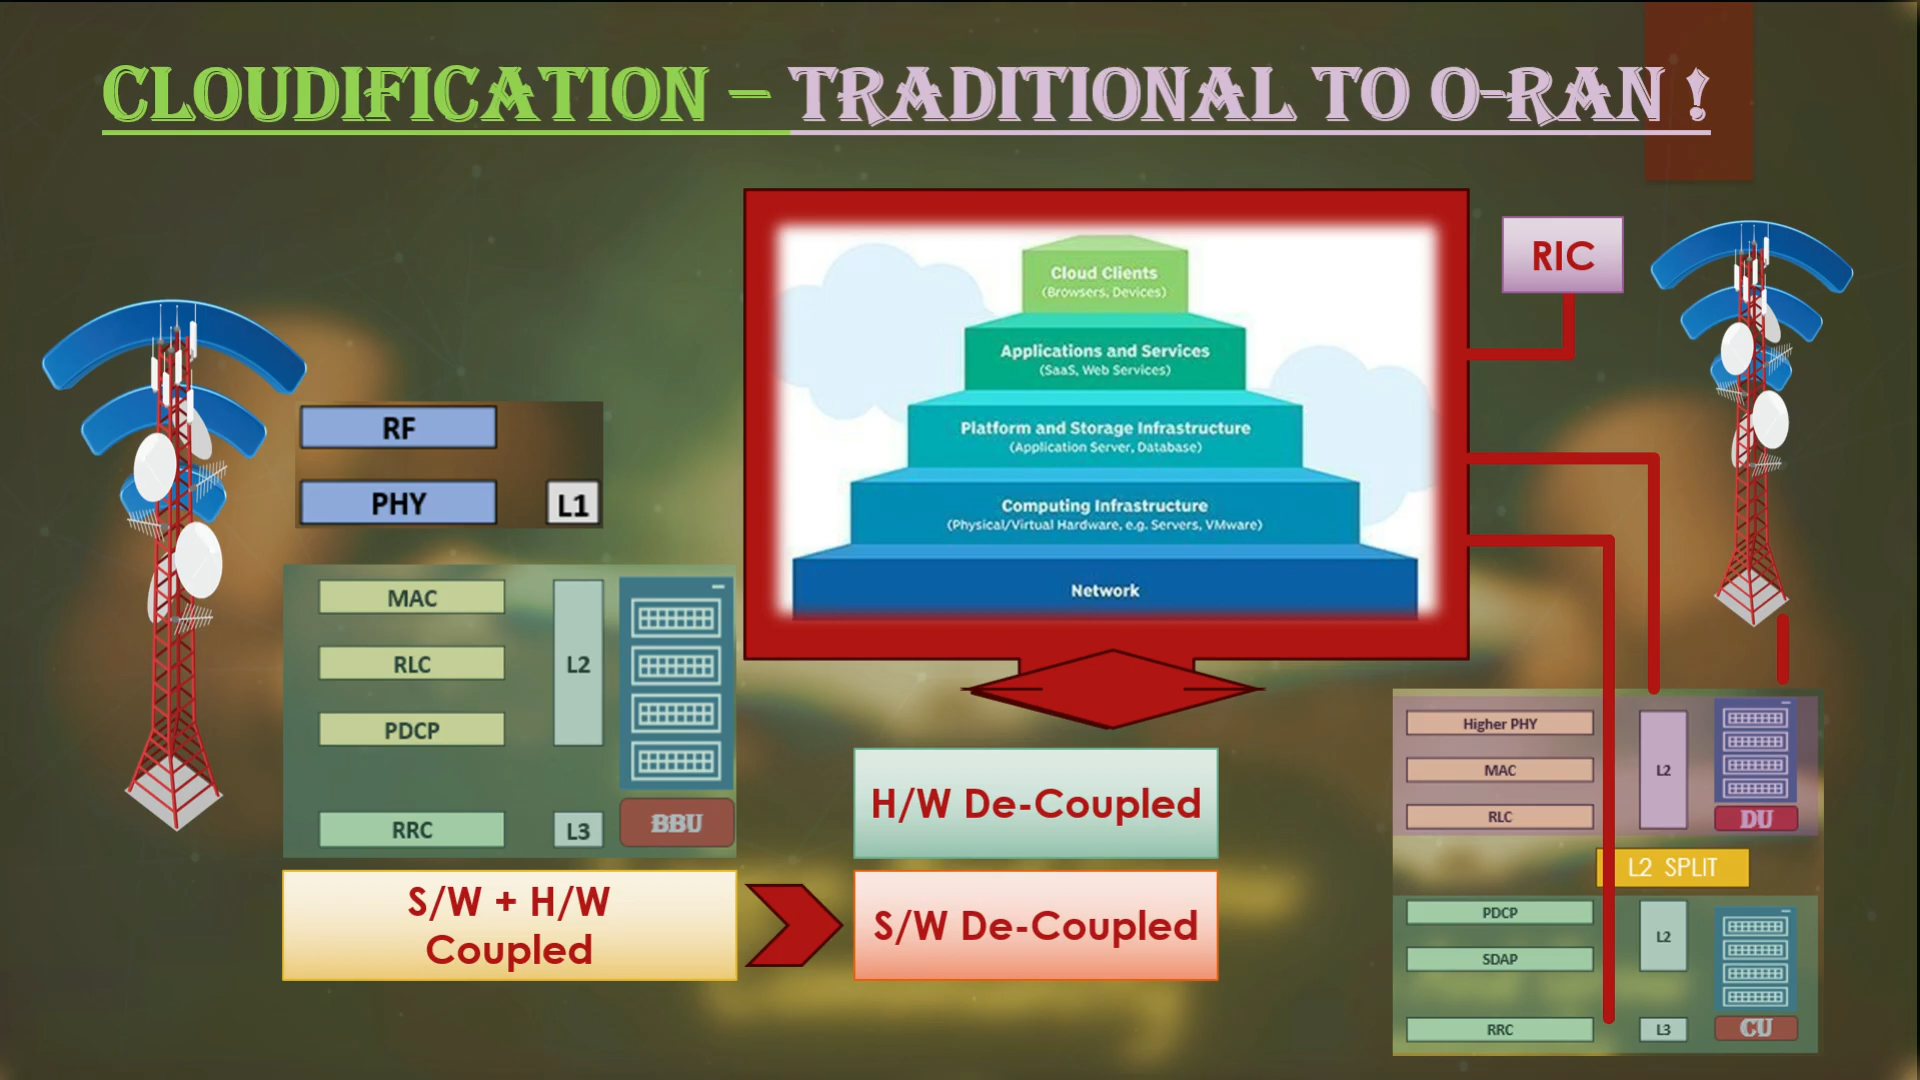 CLOUDIFICATION – TRADITIONAL TO O-RAN !
RF
PHY
L1
MAC
RLC
PDCP
L2
RRC
L3
BBU
S/W + H/W
Coupled
Cloud Clients
(Browsers, Devices)
Applications and Services
(SaaS, Web Services)
Platform and Storage Infrastructure
(Application Server, Database)
Computing Infrastructure
(Physical/Virtual Hardware, e.g. Servers, VMware)
Network
H/W De-Coupled
S/W De-Coupled
RIC
Higher PHY
MAC
RLC
L2
DU
L2 SPLIT
PDCP
SDAP
L2
RRC
L3
CU